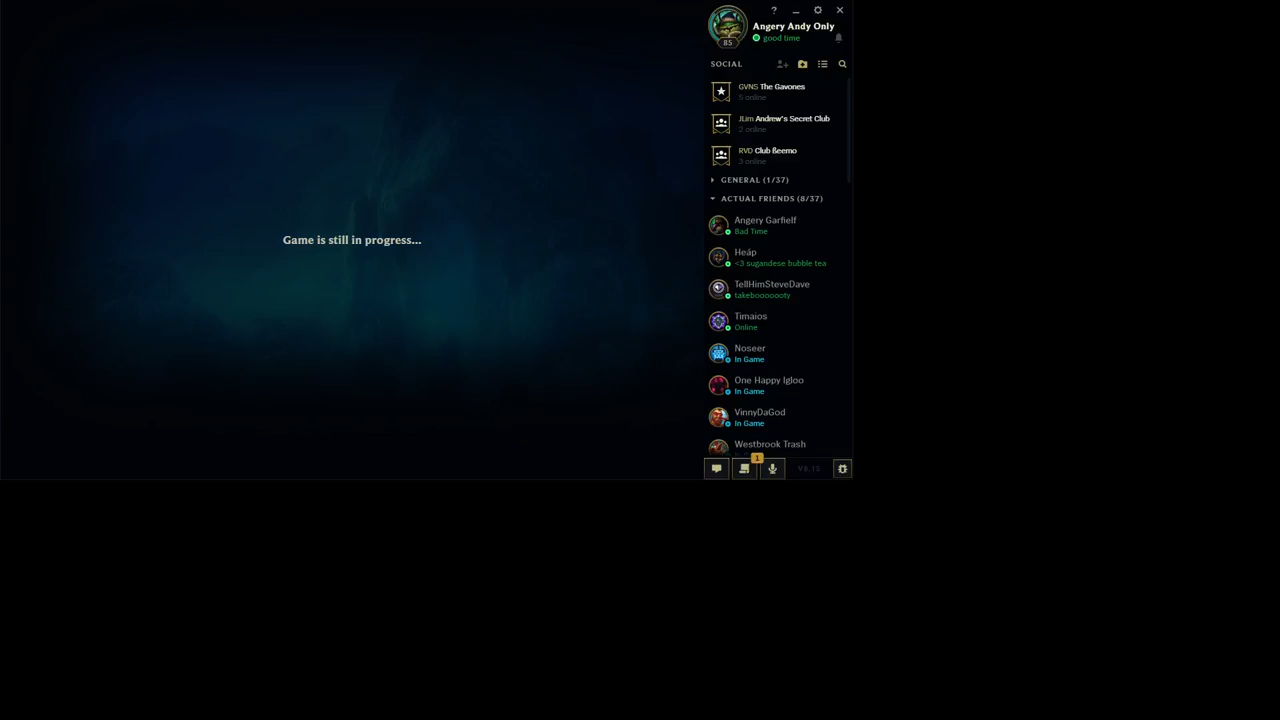 Angery Andy Only
85
good time
SOCIAL
GVNS The Gavones
5 online
JLim Andrew's Secret Club
2 online
RVD Club ßeemo
3 online
GENERAL (1/37)
ACTUAL FRIENDS (8/37)
Angery Garfielf
Bad Time
Heáp
<3 sugandese bubble tea
TellHimSteveDave
takebooooooty
Timaios
Online
Noseer
In Game
One Happy Igloo
In Game
VinnyDaGod
In Game
Westbrook Trash
1
V8.15
Game is still in progress...